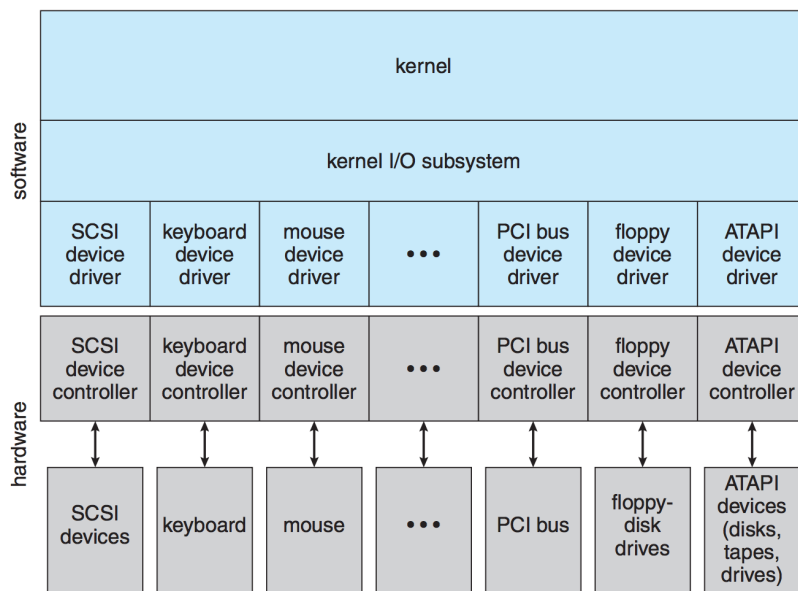 kernel
software
kernel I/O subsystem
SCSI
device
driver
keyboard
device
driver
mouse
device
driver
•••
PCI bus
device
driver
floppy
device
driver
ATAPI
device
driver
hardware
SCSI
device
controller
keyboard
device
controller
mouse
device
controller
•••
PCI bus
device
controller
floppy
device
controller
ATAPI
device
controller
SCSI
devices
keyboard
mouse
•••
PCI bus
floppy-
disk
drives
ATAPI
devices
(disks,
tapes,
drives)